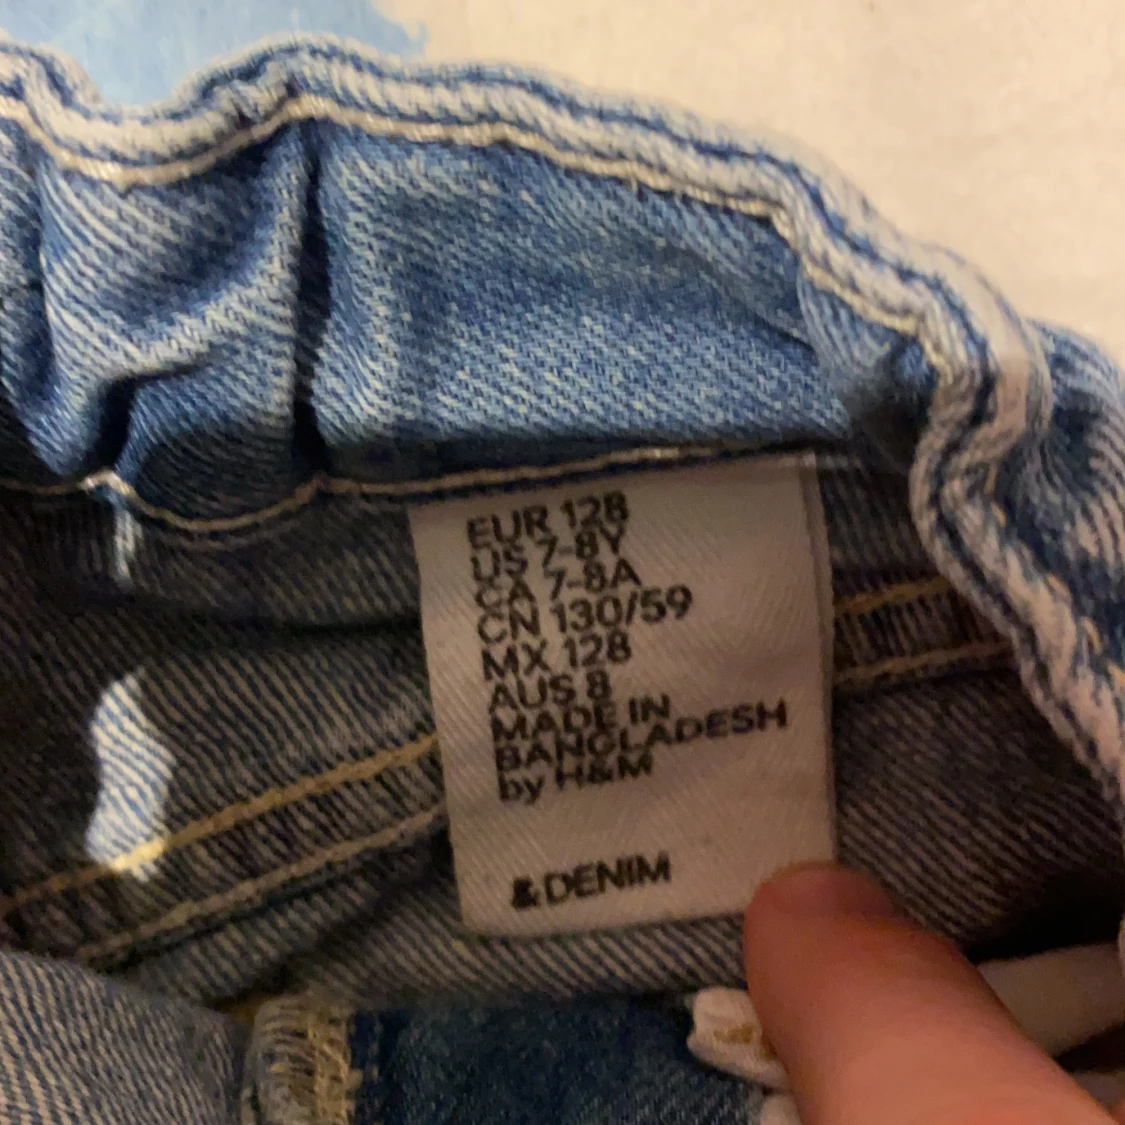 EUR 128
US 7-8Y
CA 7-8A
CN 130/59
MX 128
AUS 8
MADE IN
BANGLADESH
by H&M
&DENIM